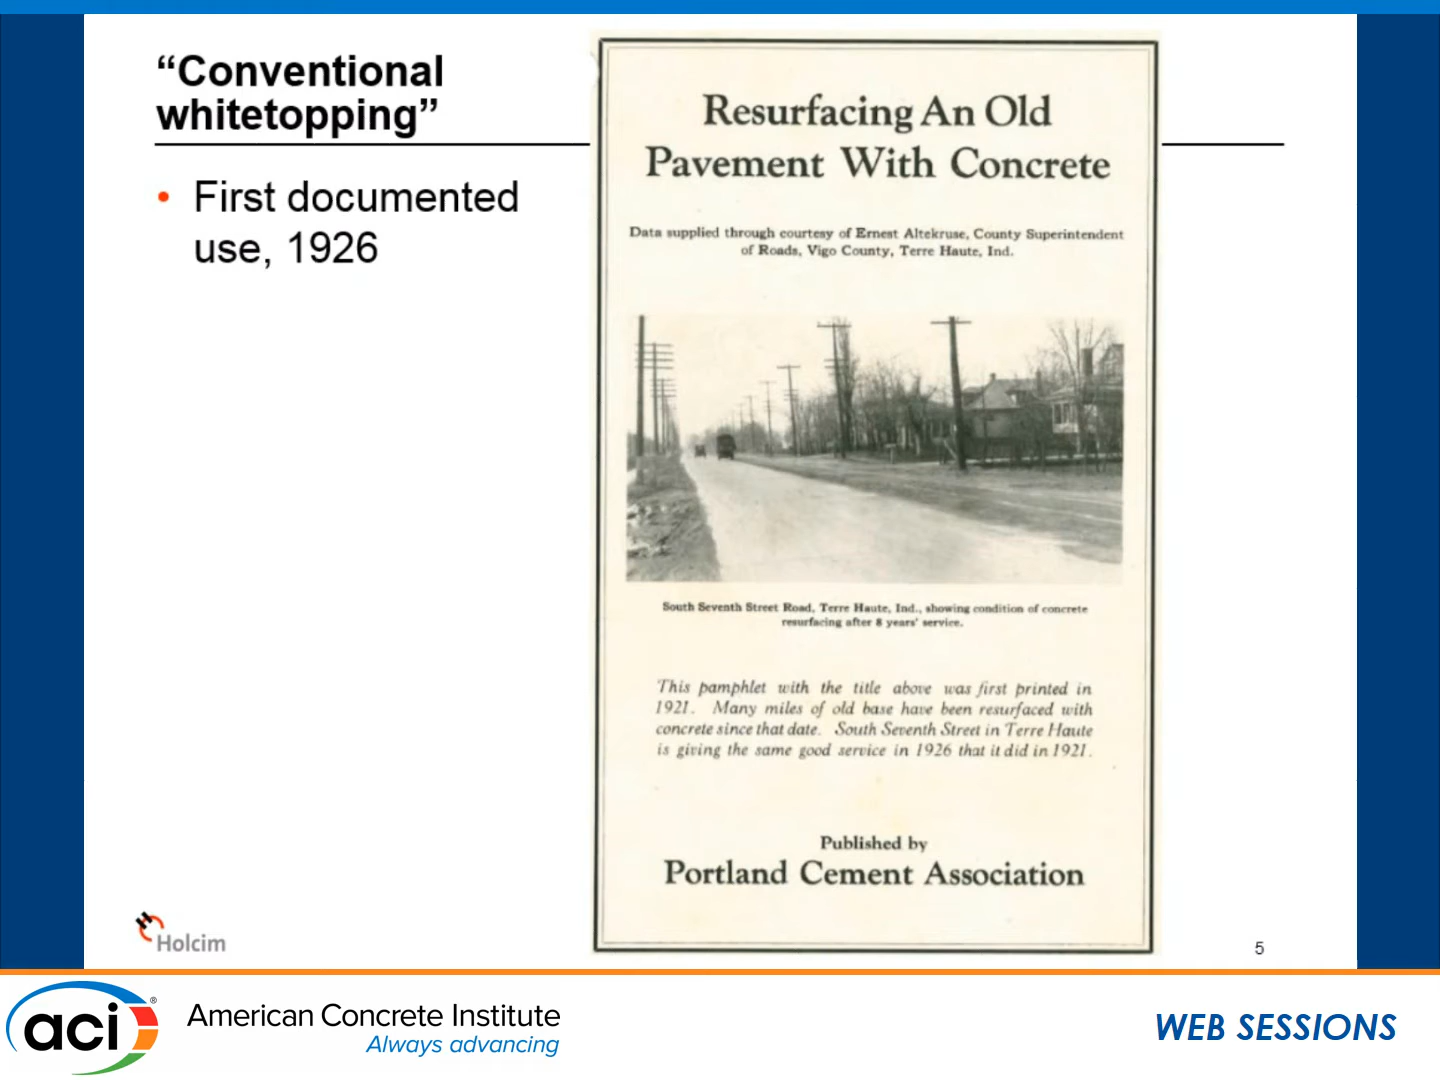 “Conventional
whitetopping”
• First documented
use, 1926
Resurfacing An Old
Pavement With Concrete
Data supplied through courtesy of Ernest Altekruse, County Superintendent
of Roads, Vigo County, Terre Haute, Ind.
South Seventh Street Road, Terre Haute, Ind., showing condition of concrete
resurfacing after 8 years' service.
This pamphlet with the title above was first printed in
1921. Many miles of old base have been resurfaced with
concrete since that date. South Seventh Street in Terre Haute
is giving the same good service in 1926 that it did in 1921.
Published by
Portland Cement Association
Holcim
5
aci®
American Concrete Institute
Always advancing
WEB SESSIONS